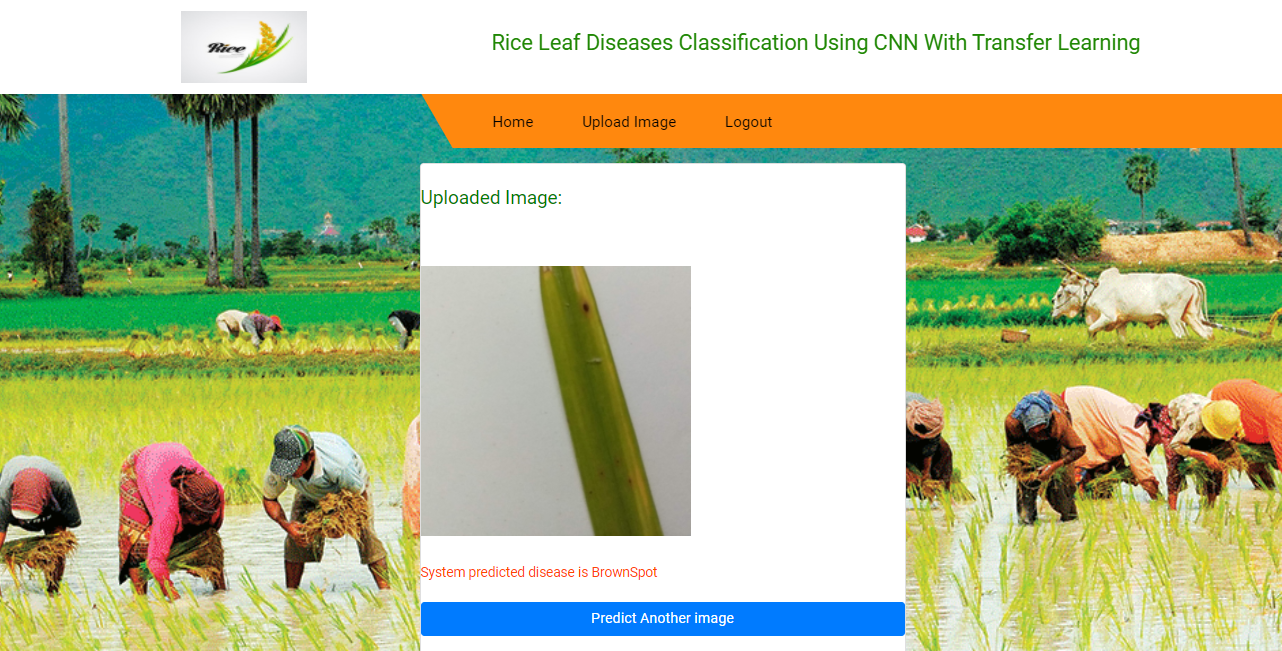 Rice
Rice Leaf Diseases Classification Using CNN With Transfer Learning
Home
Upload Image
Logout
Uploaded Image:
System predicted disease is BrownSpot
Predict Another image